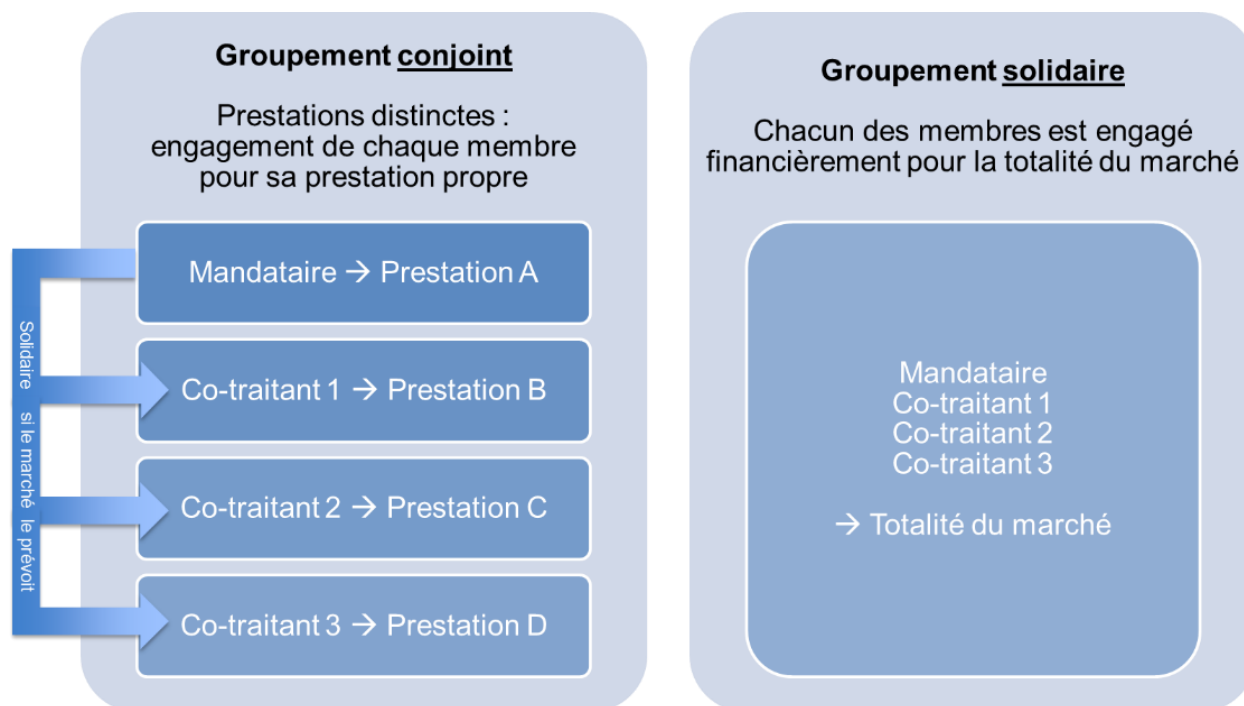 Groupement conjoint
Prestations distinctes :
engagement de chaque membre
pour sa prestation propre
Mandataire → Prestation A
Co-traitant 1 → Prestation B
Co-traitant 2 → Prestation C
Co-traitant 3 → Prestation D
Solidaire si le marché le prévoit
Groupement solidaire
Chacun des membres est engagé
financièrement pour la totalité du marché
Mandataire
Co-traitant 1
Co-traitant 2
Co-traitant 3
→ Totalité du marché